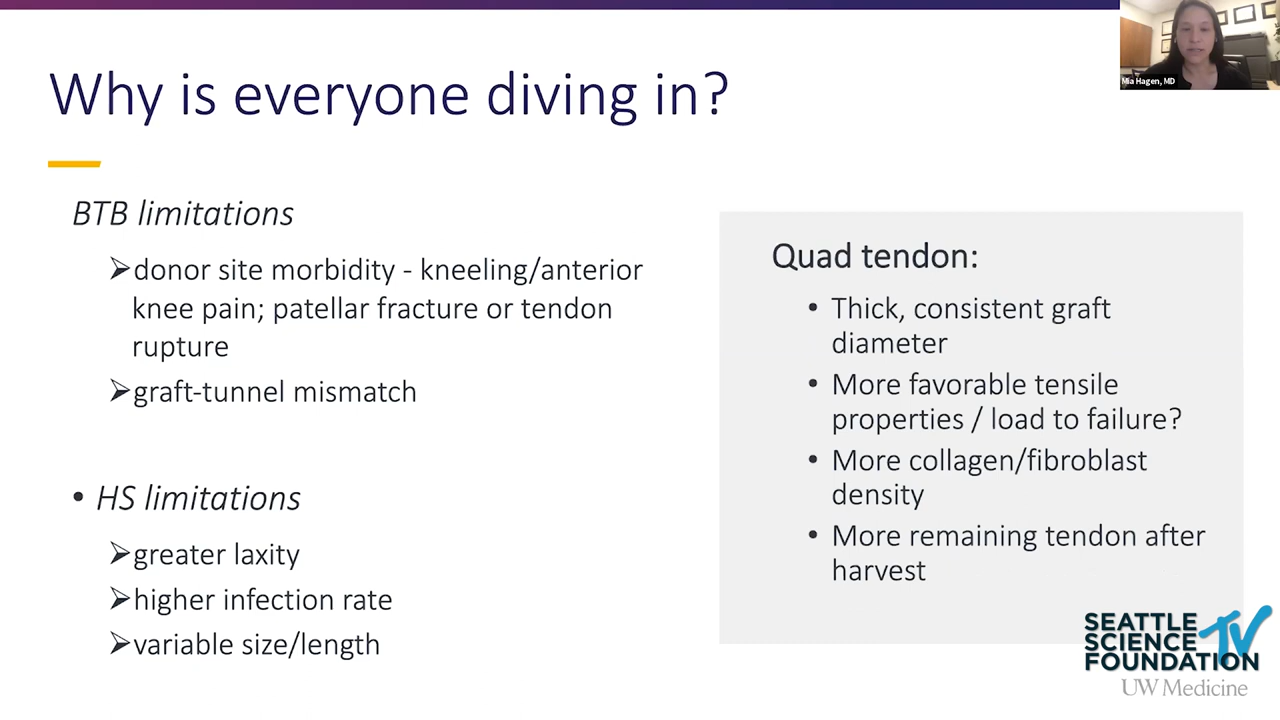 Why is everyone diving in?
Mia Hagen, MD
BTB limitations
➢donor site morbidity - kneeling/anterior
knee pain; patellar fracture or tendon
rupture
➢graft-tunnel mismatch
• HS limitations
➢greater laxity
➢higher infection rate
➢variable size/length
Quad tendon:
• Thick, consistent graft
diameter
• More favorable tensile
properties / load to failure?
• More collagen/fibroblast
density
• More remaining tendon after
harvest
SEATTLE
SCIENCE
FOUNDATION
TV
UW Medicine